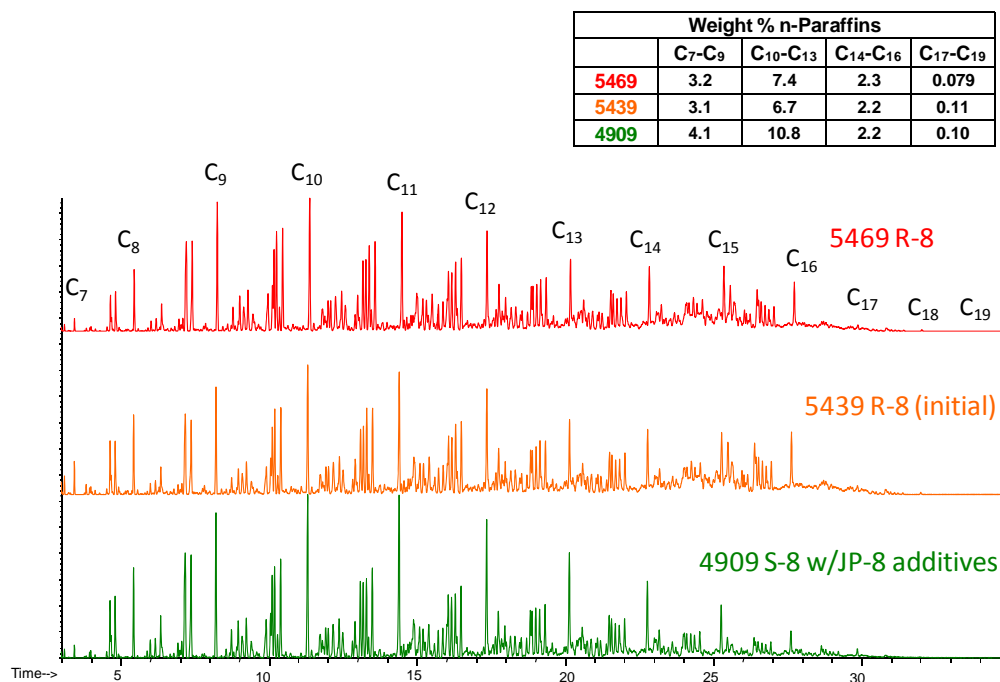 Weight % n-Paraffins
C₇-C₉ C₁₀-C₁₃ C₁₄-C₁₆ C₁₇-C₁₉
5469 3.2 7.4 2.3 0.079
5439 3.1 6.7 2.2 0.11
4909 4.1 10.8 2.2 0.10
C₇ C₈ C₉ C₁₀ C₁₁ C₁₂ C₁₃ C₁₄ C₁₅ C₁₆ C₁₇ C₁₈ C₁₉
5469 R-8
5439 R-8 (initial)
4909 S-8 w/JP-8 additives
Time--> 5 10 15 20 25 30